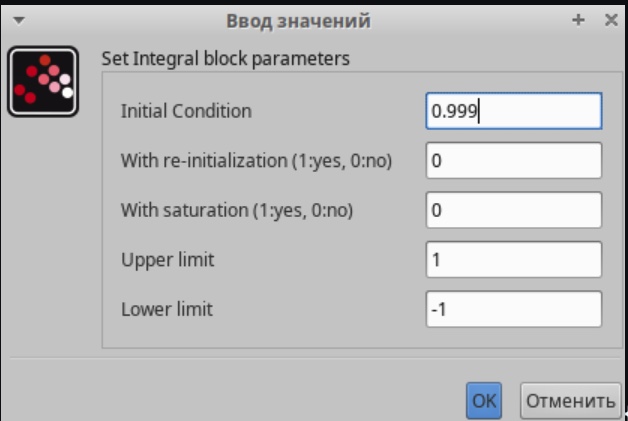 Ввод значений
Set Integral block parameters
Initial Condition 0.999
With re-initialization (1:yes, 0:no) 0
With saturation (1:yes, 0:no) 0
Upper limit 1
Lower limit -1
OK Отменить